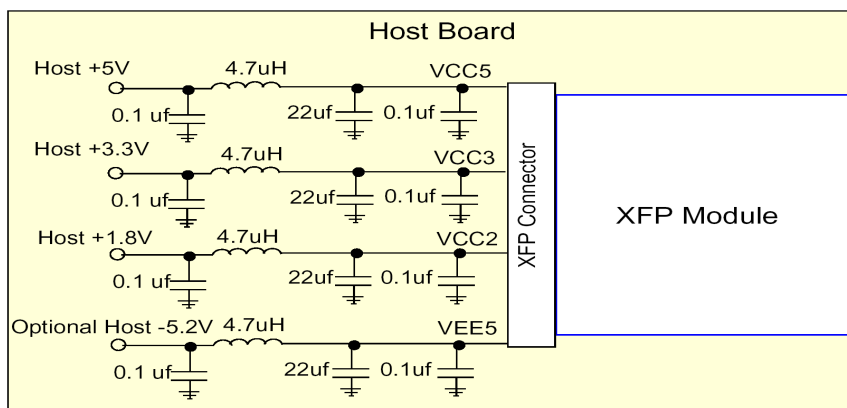 Host Board
Host +5V
4.7uH
VCC5
0.1 uf
22uf
0.1uf
Host +3.3V
4.7uH
VCC3
0.1 uf
22uf
0.1uf
Host +1.8V
4.7uH
VCC2
0.1 uf
22uf
0.1uf
Optional Host -5.2V
4.7uH
VEE5
0.1 uf
22uf
0.1uf
XFP Connector
XFP Module